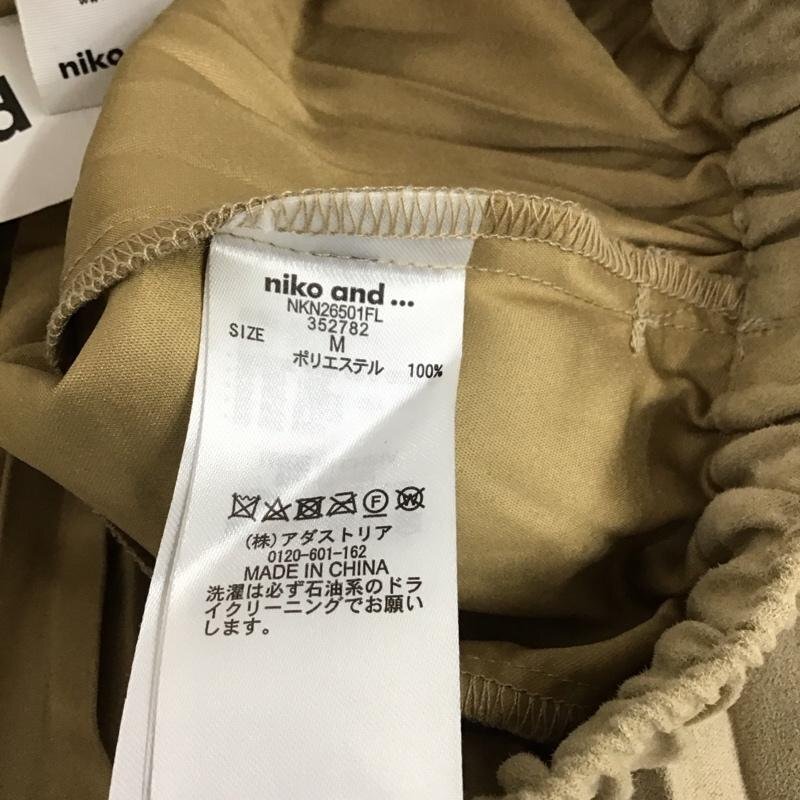 niko
d
niko and ...
NKN26501FL
352782
SIZE M
ポリエステル 100%
F W
(株)アダストリア
0120-601-162
MADE IN CHINA
洗濯は必ず石油系のドラ
イクリーニングでお願い
します。